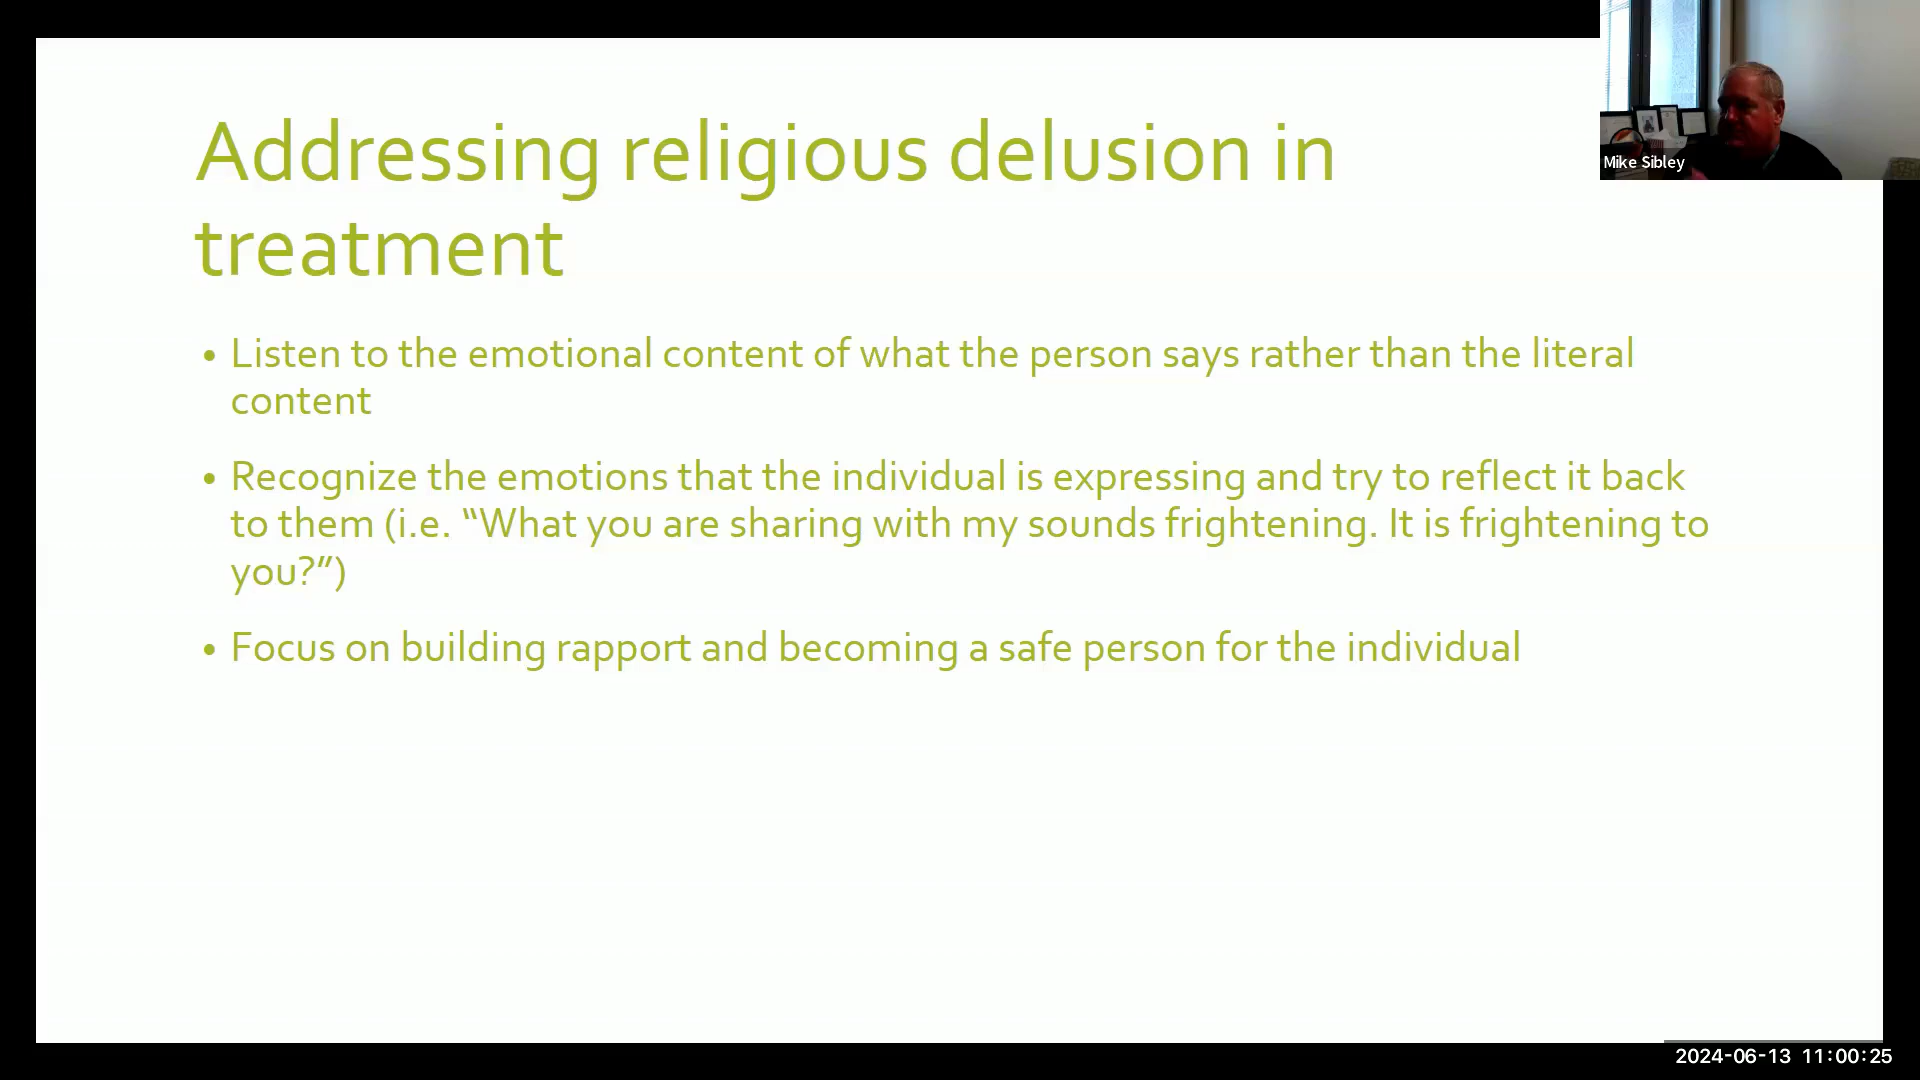 Addressing religious delusion in
treatment
Mike Sibley
• Listen to the emotional content of what the person says rather than the literal
content
• Recognize the emotions that the individual is expressing and try to reflect it back
to them (i.e. “What you are sharing with my sounds frightening. It is frightening to
you?”)
• Focus on building rapport and becoming a safe person for the individual
2024-06-13 11:00:25